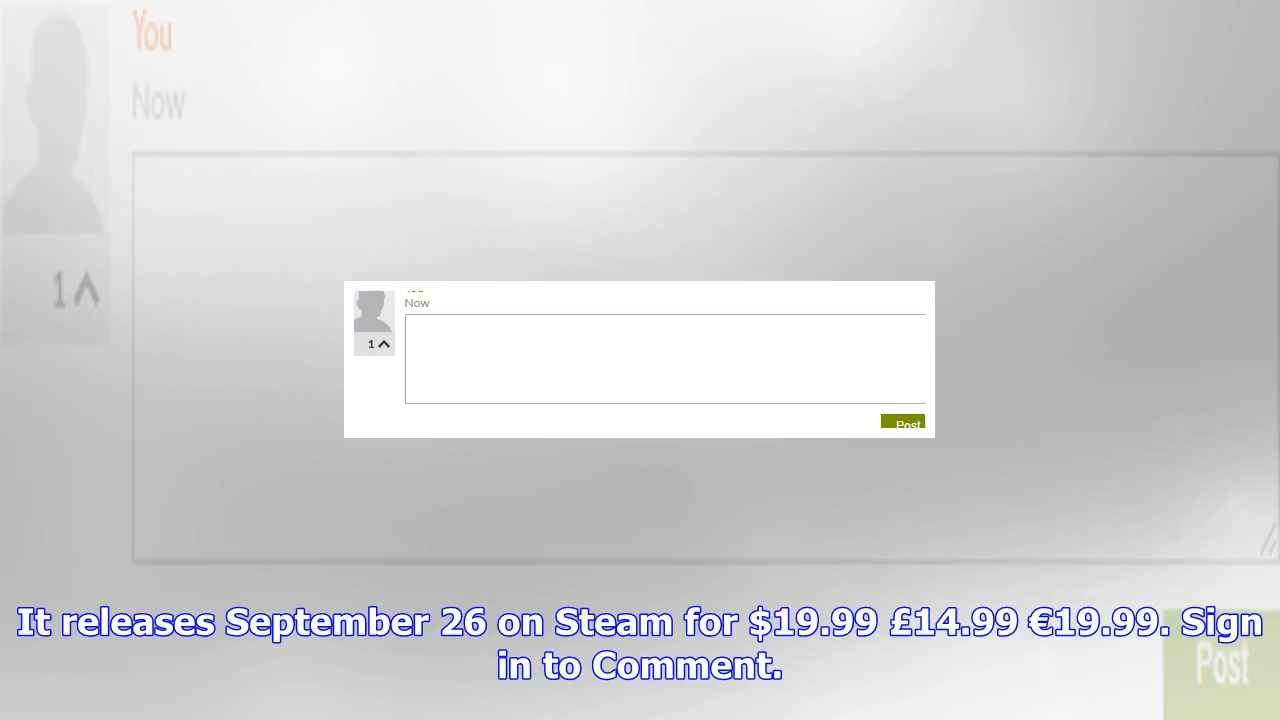 You
Now
1
Now
1
Post
It releases September 26 on Steam for $19.99 £14.99 €19.99. Sign
in to Comment.
Post